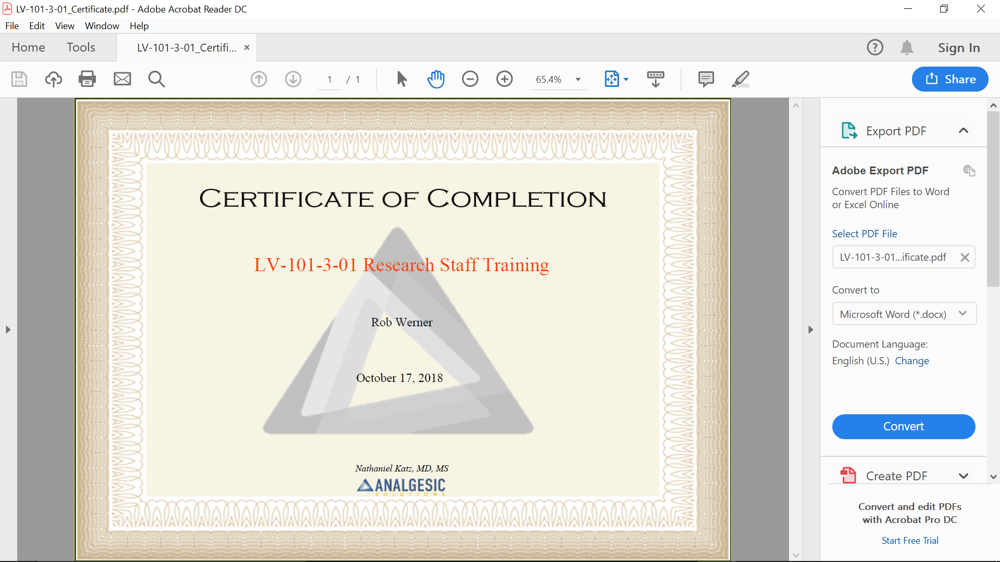 LV-101-3-01_Certificate.pdf - Adobe Acrobat Reader DC
File Edit View Window Help
Home Tools LV-101-3-01_Certifi... Sign In
1 / 1 65.4% Share
CERTIFICATE OF COMPLETION
LV-101-3-01 Research Staff Training
Rob Werner
October 17, 2018
Nathaniel Katz, MD, MS
ANALGESIC
SOLUTIONS
Export PDF
Adobe Export PDF
Convert PDF Files to Word
or Excel Online
Select PDF File
LV-101-3-01...ificate.pdf
Convert to
Microsoft Word (*.docx)
Document Language:
English (U.S.) Change
Convert
Create PDF
Convert and edit PDFs
with Acrobat Pro DC
Start Free Trial